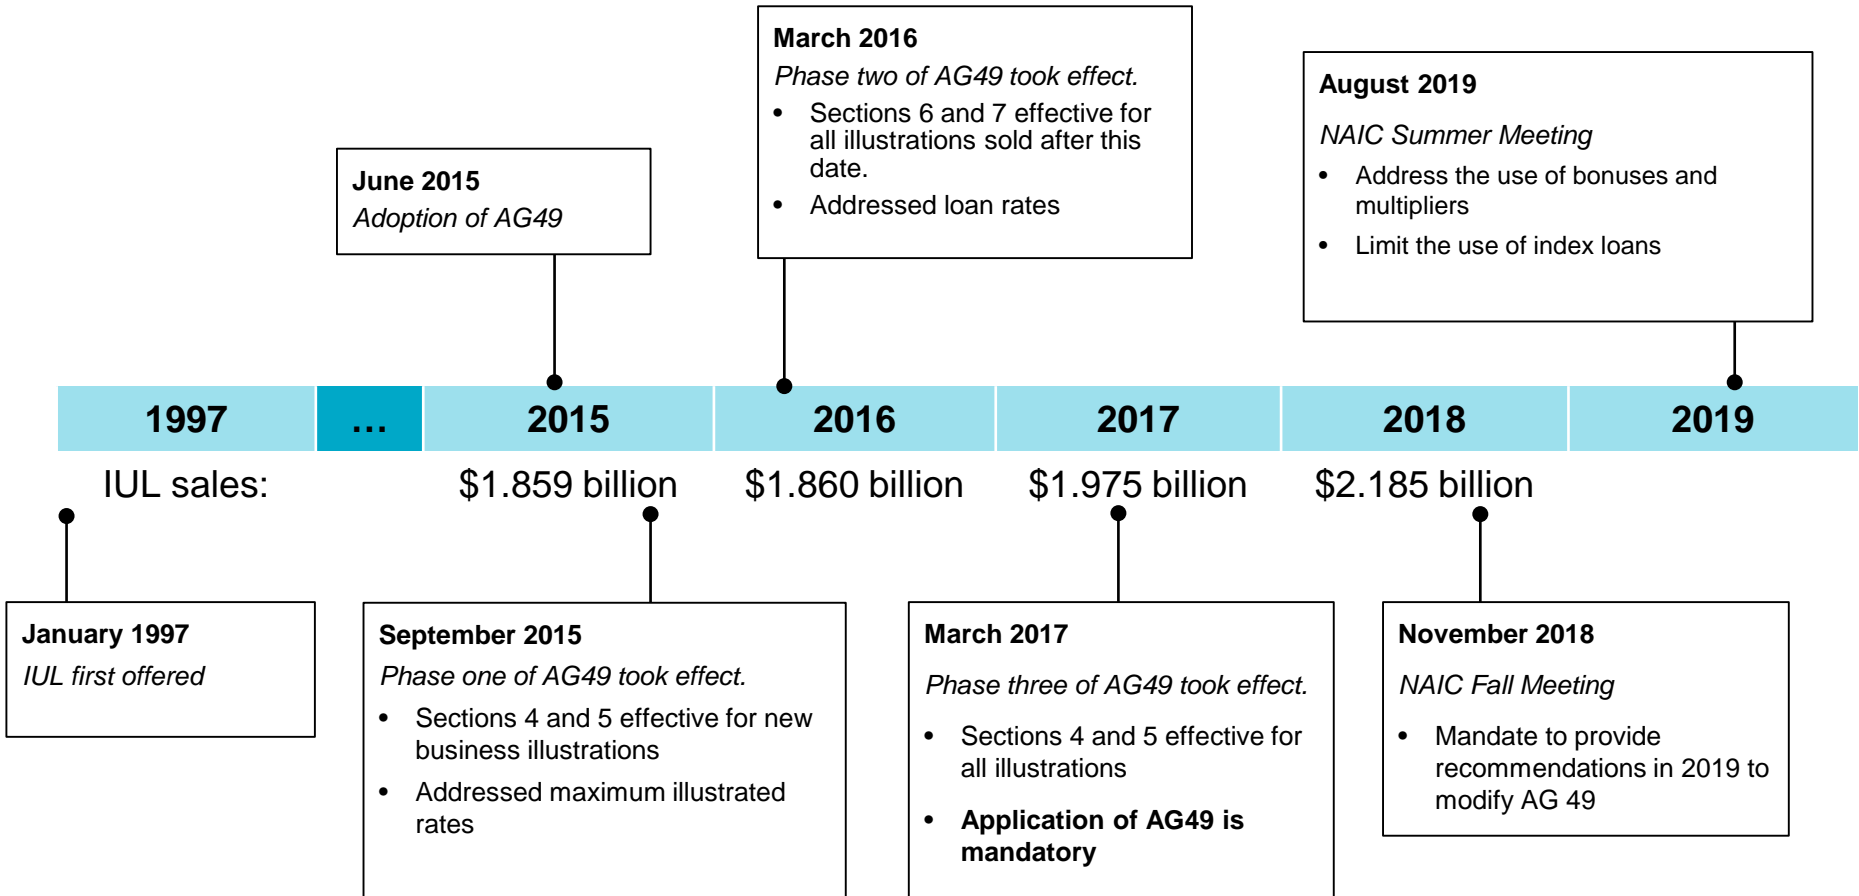 March 2016
Phase two of AG49 took effect.
• Sections 6 and 7 effective for
all illustrations sold after this
date.
• Addressed loan rates
August 2019
NAIC Summer Meeting
• Address the use of bonuses and
multipliers
• Limit the use of index loans
June 2015
Adoption of AG49
1997 ... 2015 2016 2017 2018 2019
IUL sales: $1.859 billion $1.860 billion $1.975 billion $2.185 billion
January 1997
IUL first offered
September 2015
Phase one of AG49 took effect.
• Sections 4 and 5 effective for new
business illustrations
• Addressed maximum illustrated
rates
March 2017
Phase three of AG49 took effect.
• Sections 4 and 5 effective for
all illustrations
• Application of AG49 is
mandatory
November 2018
NAIC Fall Meeting
• Mandate to provide
recommendations in 2019 to
modify AG 49